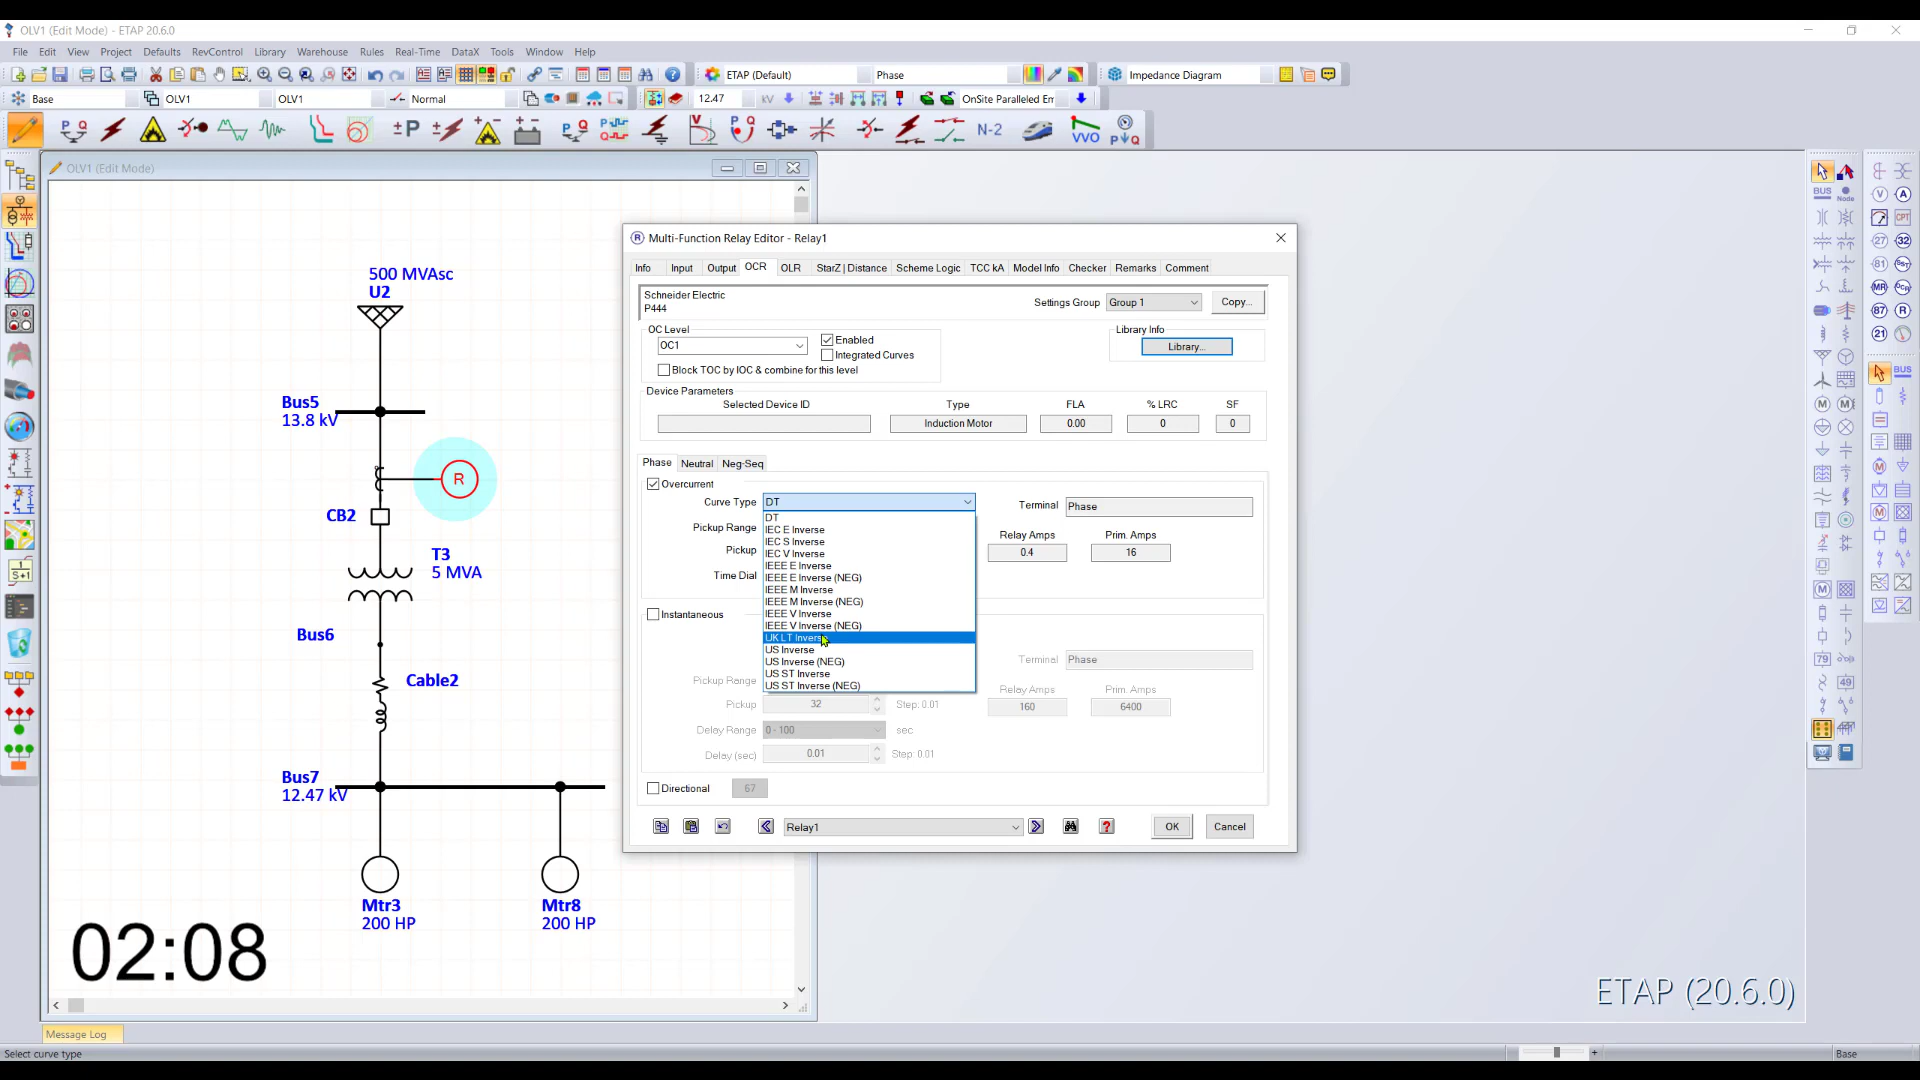 OLV1 (Edit Mode) - ETAP 20.6.0
File Edit View Project Defaults RevControl Library Warehouse Rules Real-Time DataX Tools Window Help
ETAP (Default)
Phase
Impedance Diagram
Base
OLV1
OLV1
Normal
12.47
kV
OnSite Paralleled En
N-2
VVO
OLV1 (Edit Mode)
500 MVAsc
U2
Bus5
13.8 kV
R
CB2
T3
5 MVA
Bus6
Cable2
Bus7
12.47 kV
Mtr3
200 HP
Mtr8
200 HP
02:08
Multi-Function Relay Editor - Relay1
Info Input Output OCR OLR StarZ | Distance Scheme Logic TCC kA Model Info Checker Remarks Comment
Schneider Electric
P444
Settings Group
Group 1
Copy...
OC Level
OC1
Enabled
Integrated Curves
Block TOC by IOC & combine for this level
Library Info
Library...
Device Parameters
Selected Device ID
Type
FLA
% LRC
SF
Induction Motor
0.00
0
0
Phase Neutral Neg-Seq
Overcurrent
Curve Type
DT
Terminal
Phase
Pickup Range
Pickup
Time Dial
Relay Amps
Prim. Amps
0.4
16
DT
IEC E Inverse
IEC S Inverse
IEC V Inverse
IEEE E Inverse
IEEE E Inverse (NEG)
IEEE M Inverse
IEEE M Inverse (NEG)
IEEE V Inverse
IEEE V Inverse (NEG)
UK LT Inverse
US Inverse
US Inverse (NEG)
US ST Inverse
US ST Inverse (NEG)
Instantaneous
Terminal
Phase
Pickup Range
Relay Amps
Prim. Amps
Pickup
32
Step: 0.01
160
6400
Delay Range
0 - 100
sec
Delay (sec)
0.01
Step: 0.01
Directional
67
Relay1
OK
Cancel
ETAP (20.6.0)
Message Log
Select curve type
Base